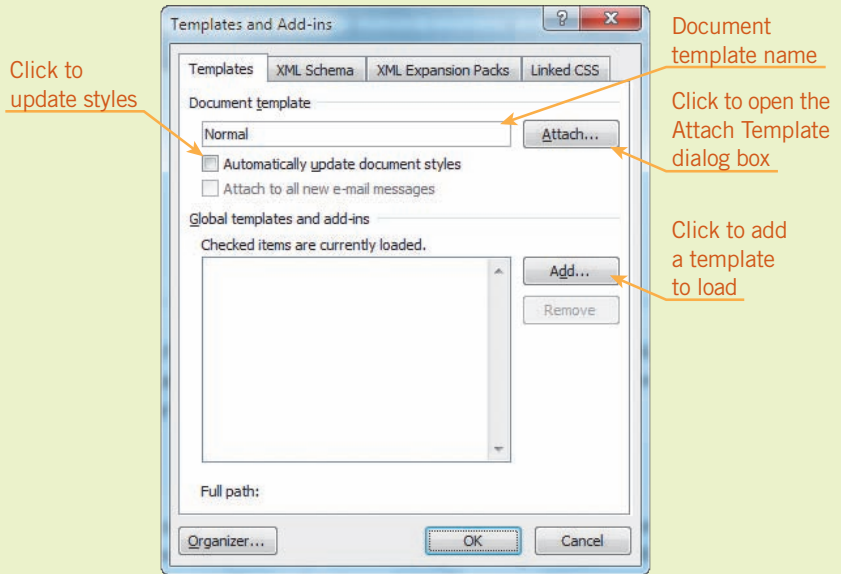 Templates and Add-ins
Templates
XML Schema
XML Expansion Packs
Linked CSS
Document template
Normal
Attach...
Automatically update document styles
Attach to all new e-mail messages
Global templates and add-ins
Checked items are currently loaded.
Add...
Remove
Full path:
Organizer...
OK
Cancel
Click to
update styles
Document
template name
Click to open the
Attach Template
dialog box
Click to add
a template
to load